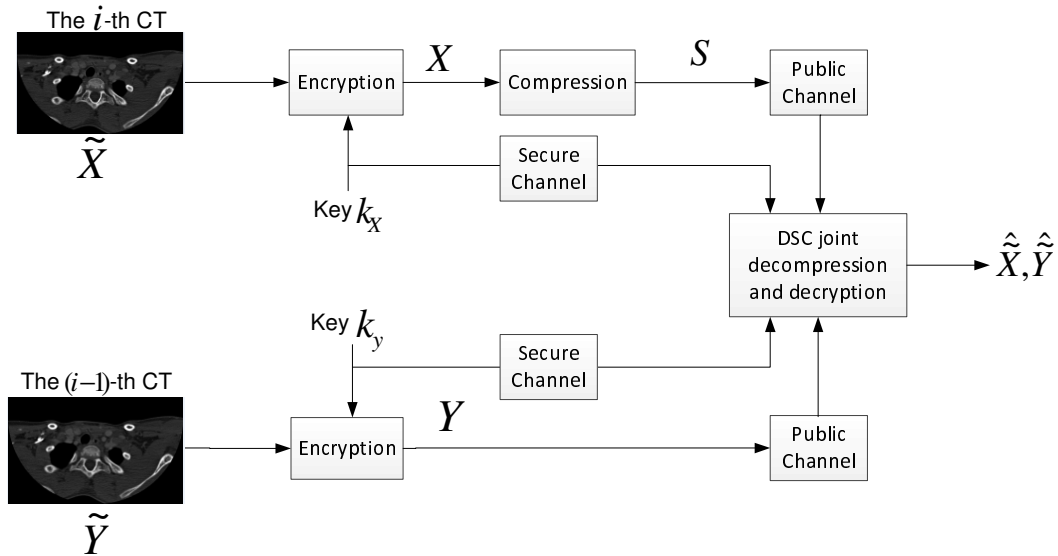 The i-th CT
X̃
Encryption
X
Compression
S
Public
Channel
Secure
Channel
Key k_X
DSC joint
decompression
and decryption
X̃̂,Ỹ̂
Key k_y
Secure
Channel
The (i−1)-th CT
Ỹ
Encryption
Y
Public
Channel